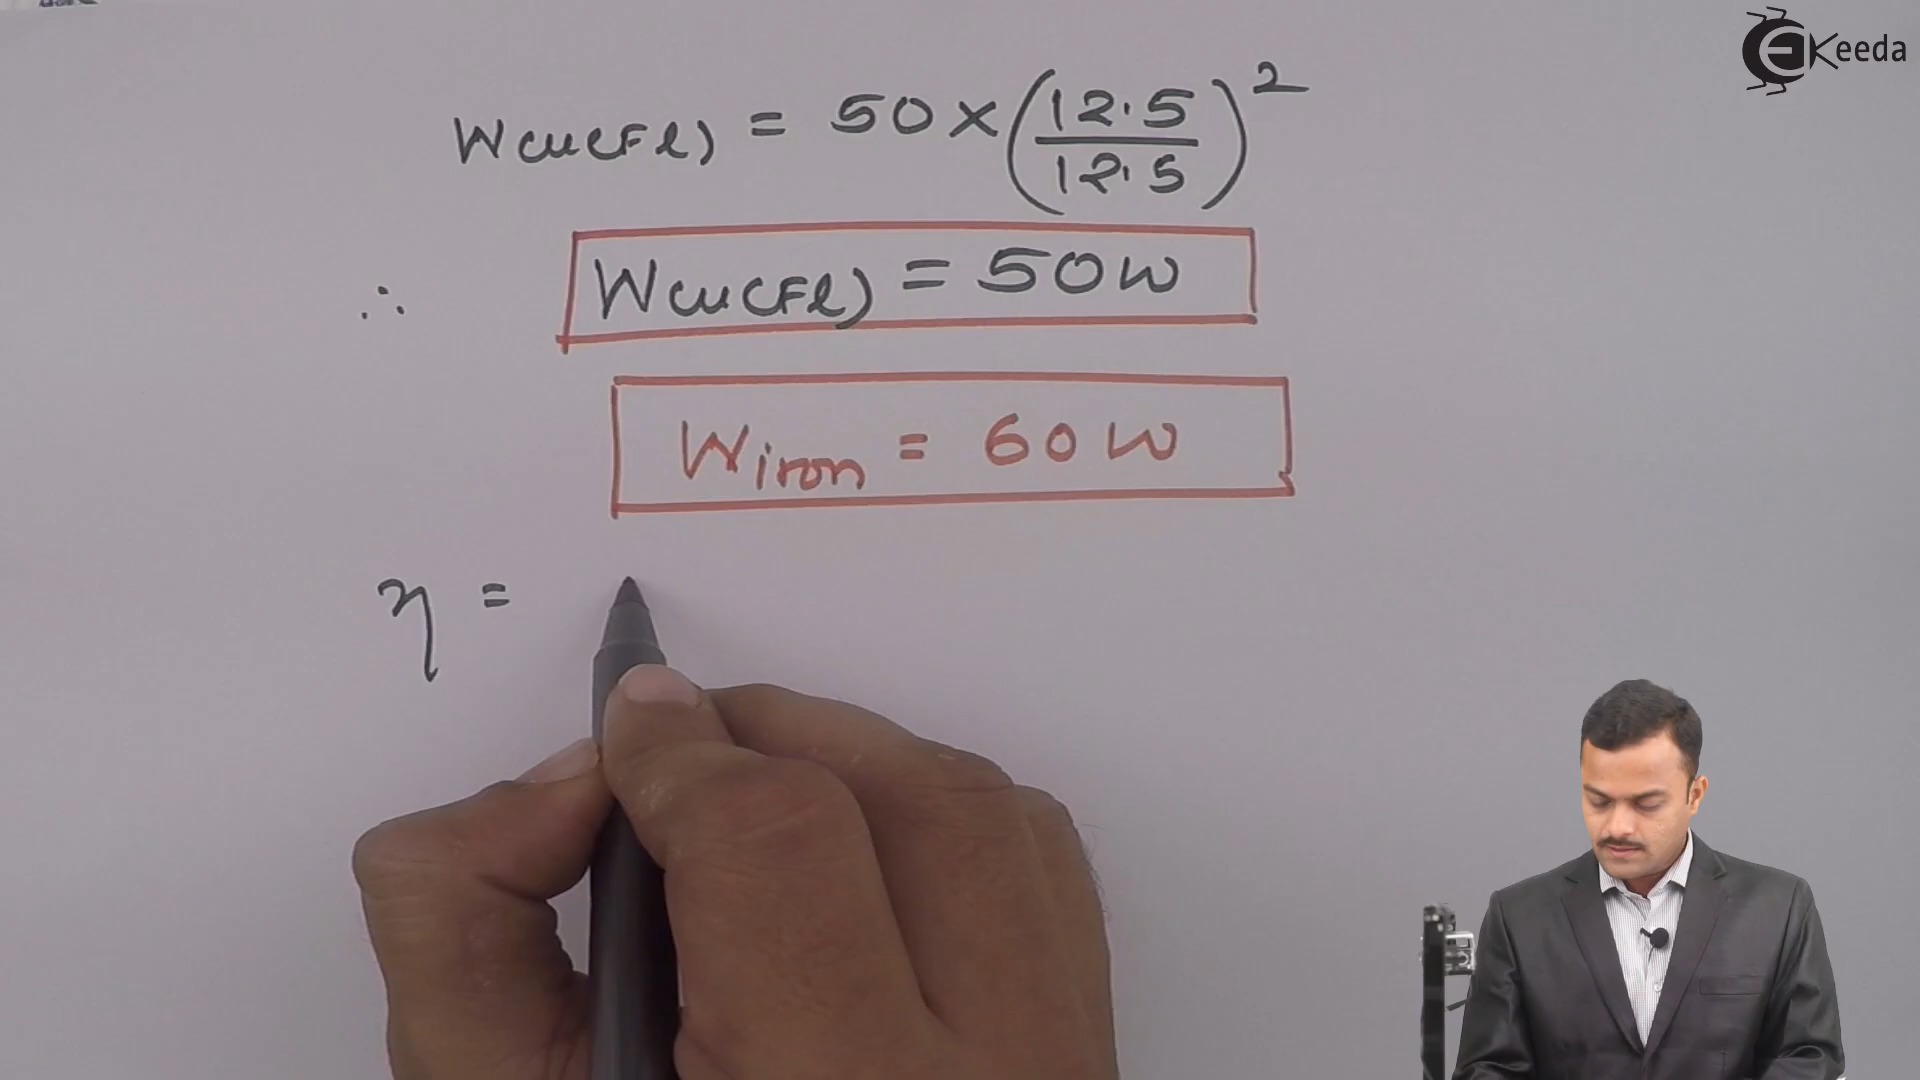 EKeeda
Wcu(Fl) = 50 × (12.5/12.5)²
∴ Wcu(Fl) = 50W
Wiron = 60W
η =